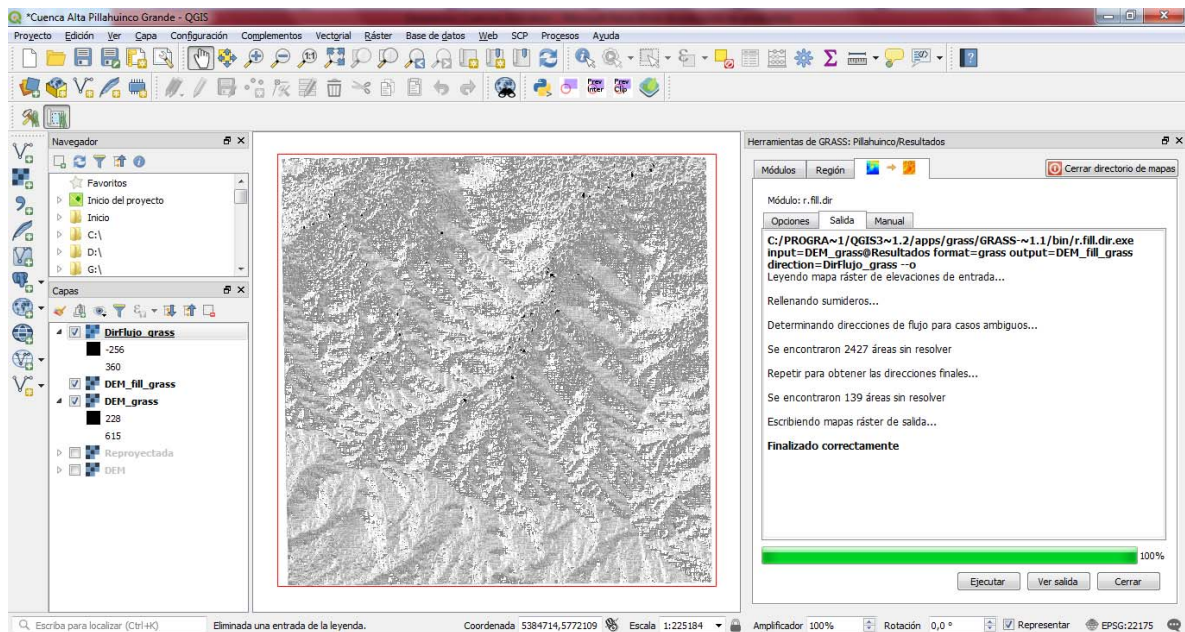 *Cuenca Alta Pillahuinco Grande - QGIS
Proyecto Edición Ver Capa Configuración Complementos Vectorial Ráster Base de datos Web SCP Procesos Ayuda
Prev Inter Prev Clip
Navegador
Favoritos
Inicio del proyecto
Inicio
C:\
D:\
G:\
Capas
DirFlujo_grass
-256
360
DEM_fill_grass
DEM_grass
228
615
Reproyectada
DEM
Herramientas de GRASS: Pillahuinco/Resultados
Módulos Región Cerrar directorio de mapas
Módulo: r.fill.dir
Opciones Salida Manual
C:/PROGRA~1/QGIS3~1.2/apps/grass/GRASS-~1.1/bin/r.fill.dir.exe
input=DEM_grass@Resultados format=grass output=DEM_fill_grass
direction=DirFlujo_grass --o
Leyendo mapa ráster de elevaciones de entrada...
Rellenando sumideros...
Determinando direcciones de flujo para casos ambiguos...
Se encontraron 2427 áreas sin resolver
Repetir para obtener las direcciones finales...
Se encontraron 139 áreas sin resolver
Escribiendo mapas ráster de salida...
Finalizado correctamente
100%
Ejecutar Ver salida Cerrar
Escriba para localizar (Ctrl+K) Eliminada una entrada de la leyenda. Coordenada 5384714,5772109 Escala 1:225184 Amplificador 100% Rotación 0,0 ° Representar EPSG:22175